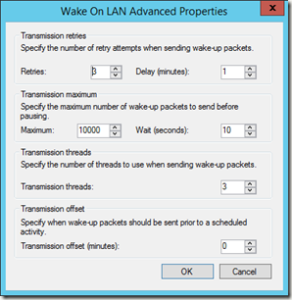 Wake On LAN Advanced Properties
Transmission retries
Specify the number of retry attempts when sending wake-up packets.
Retries: 3 Delay (minutes): 1
Transmission maximum
Specify the maximum number of wake-up packets to send before
pausing.
Maximum: 10000 Wait (seconds): 10
Transmission threads
Specify the number of threads to use when sending wake-up packets.
Transmission threads: 3
Transmission offset
Specify when wake-up packets should be sent prior to a scheduled
activity.
Transmission offset (minutes): 0
OK Cancel